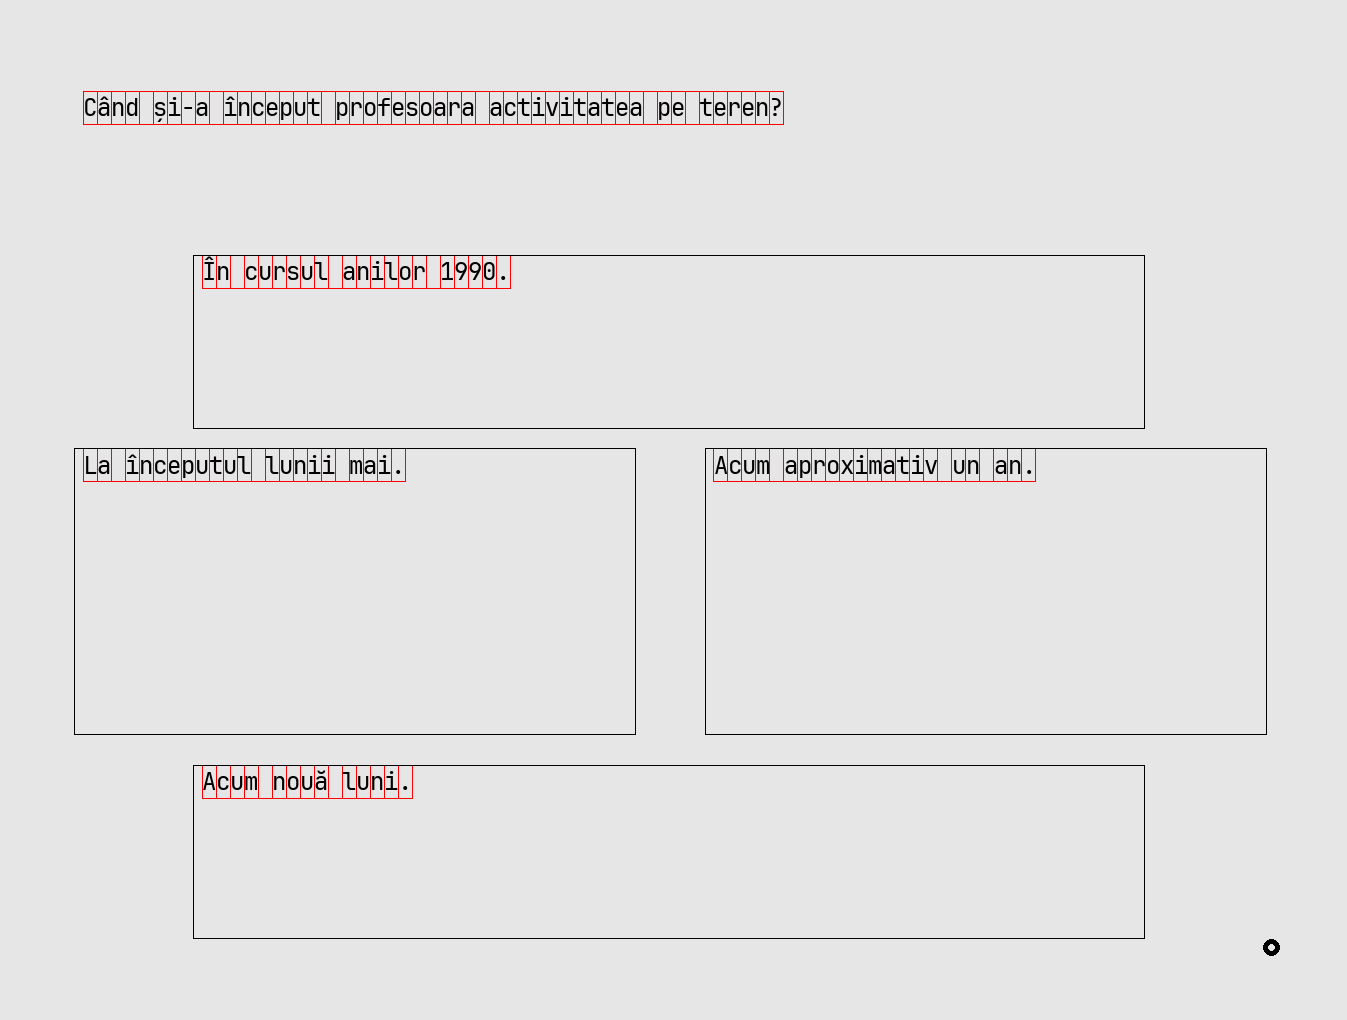 Când și-a început profesoara activitatea pe teren?
În cursul anilor 1990.
La începutul lunii mai.
Acum aproximativ un an.
Acum nouă luni.